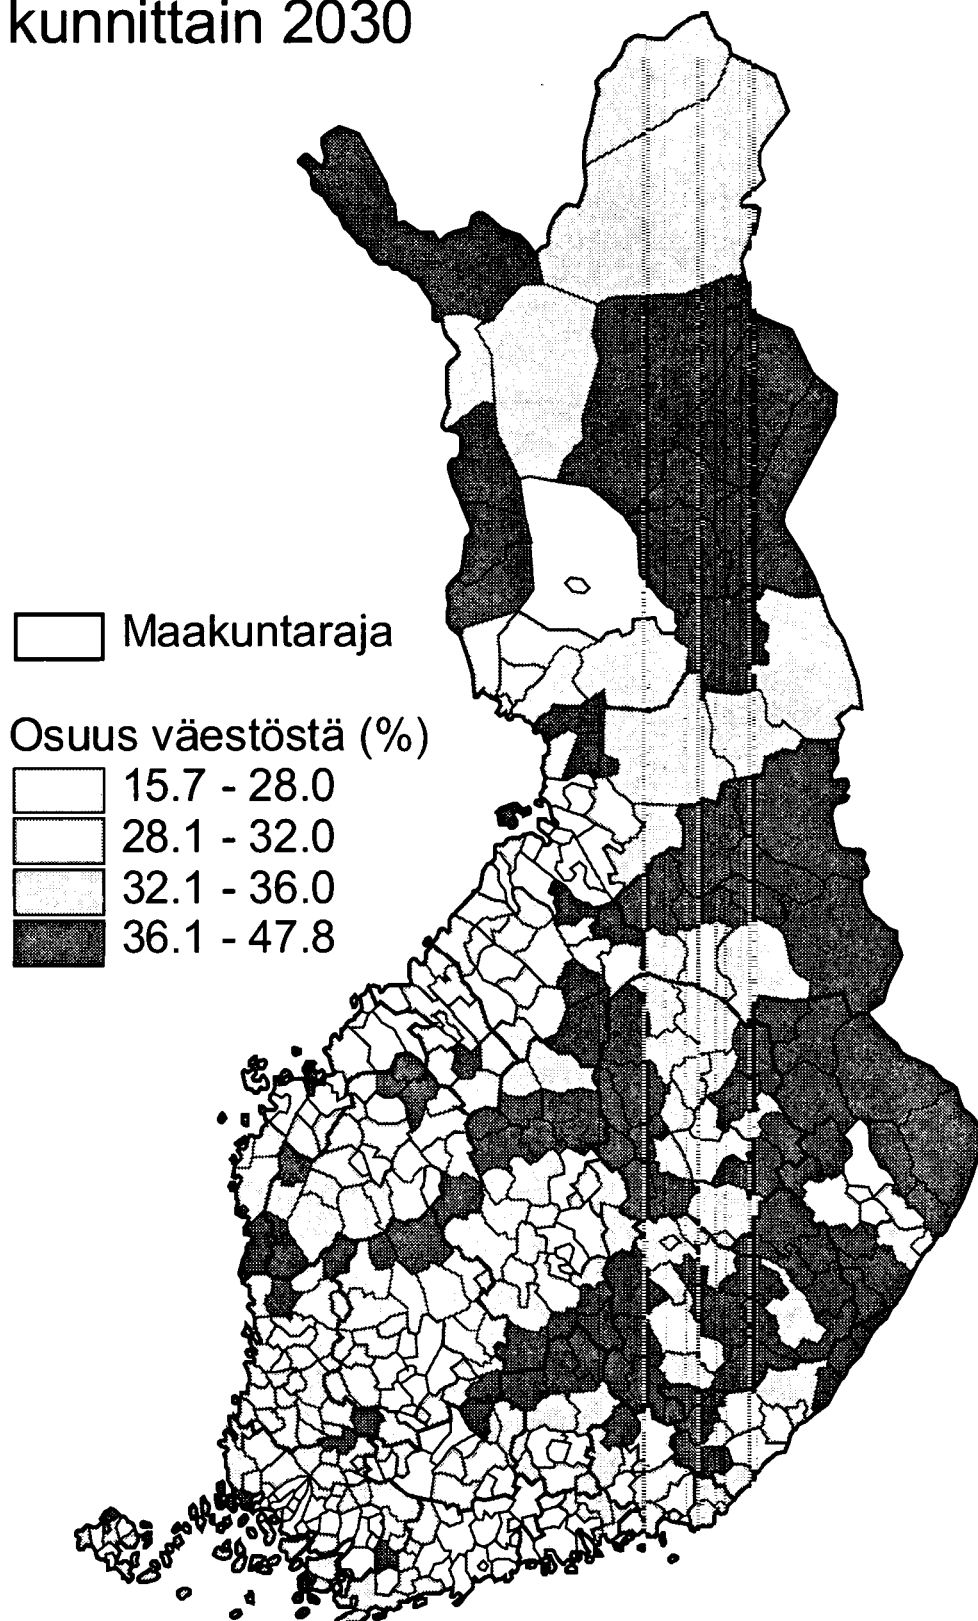 kunnittain 2030
Maakuntaraja
Osuus väestöstä (%)
15.7 - 28.0
28.1 - 32.0
32.1 - 36.0
36.1 - 47.8